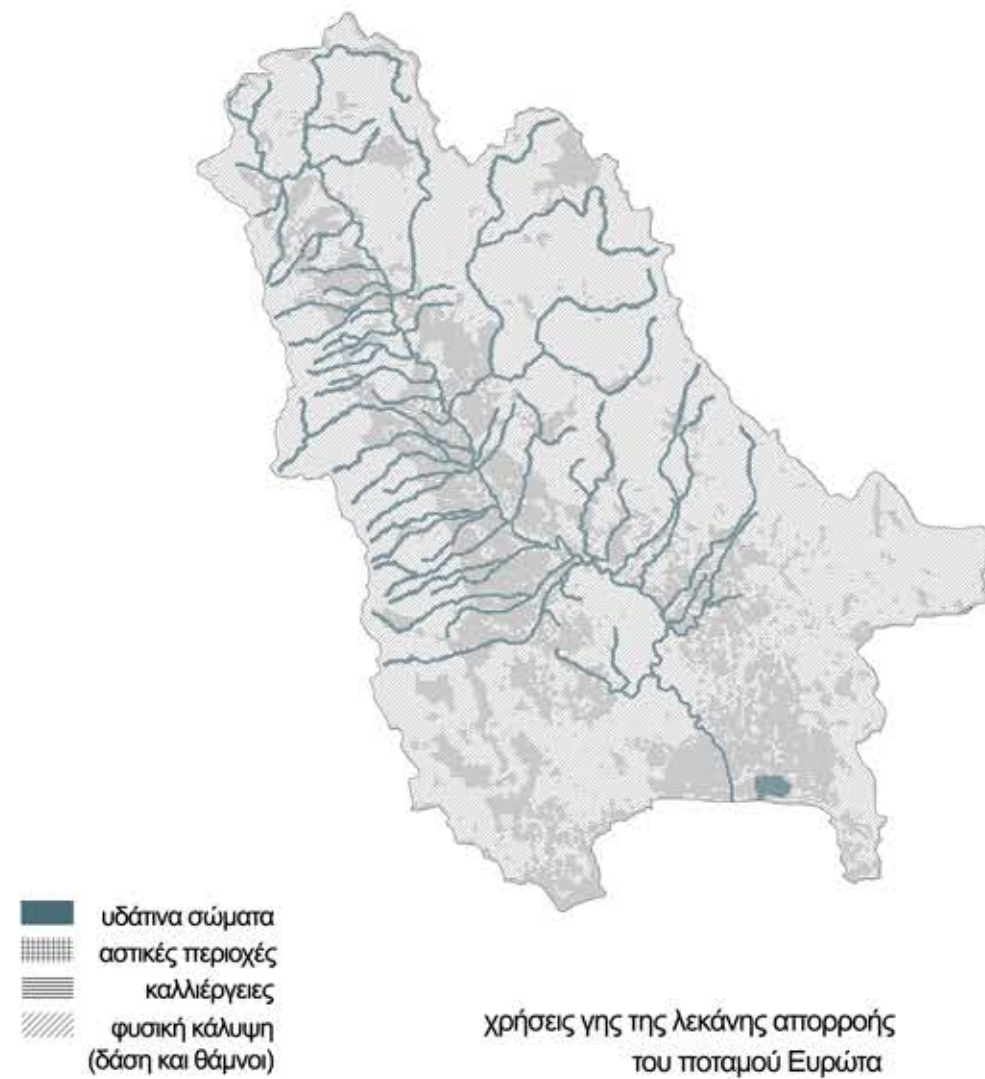 υδάτινα σώματα
αστικές περιοχές
καλλιέργειες
φυσική κάλυψη
(δάση και θάμνοι)
χρήσεις γης της λεκάνης απορροής
του ποταμού Ευρώτα